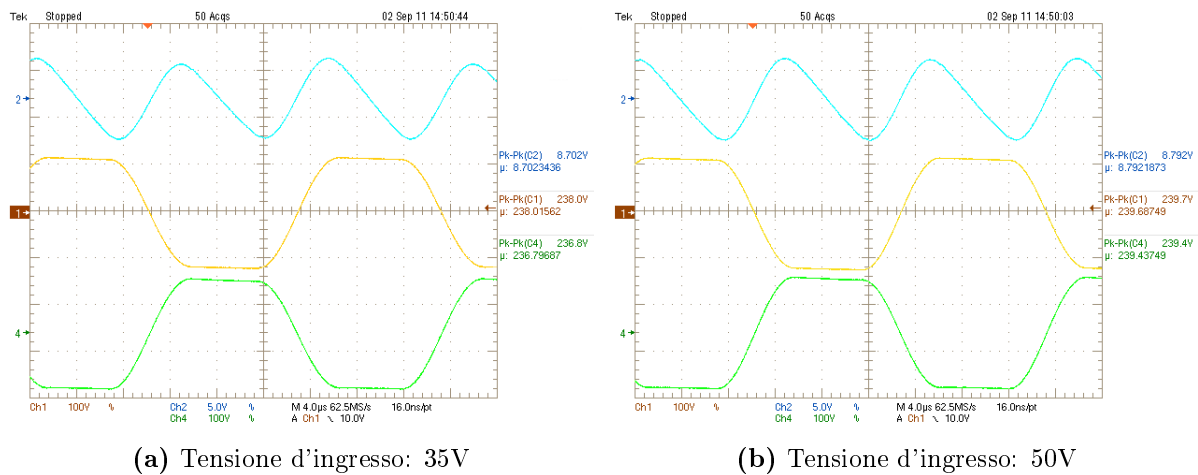 Tek Stopped 50 Acqs 02 Sep 11 14:50:44
2
1
4
Pk-Pk(C2) 8.702V
µ: 8.7023436
Pk-Pk(C1) 238.0V
µ: 238.01562
Pk-Pk(C4) 236.8V
µ: 236.79687
Ch1 100V % Ch2 5.0V % M 4.0µs 62.5MS/s 16.0ns/pt
Ch4 100V % A Ch1 ↘ 10.0V
(a) Tensione d'ingresso: 35V
Tek Stopped 50 Acqs 02 Sep 11 14:50:03
2
1
4
Pk-Pk(C2) 8.792V
µ: 8.7921873
Pk-Pk(C1) 239.7V
µ: 239.68749
Pk-Pk(C4) 239.4V
µ: 239.43749
Ch1 100V % Ch2 5.0V % M 4.0µs 62.5MS/s 16.0ns/pt
Ch4 100V % A Ch1 ↘ 10.0V
(b) Tensione d'ingresso: 50V